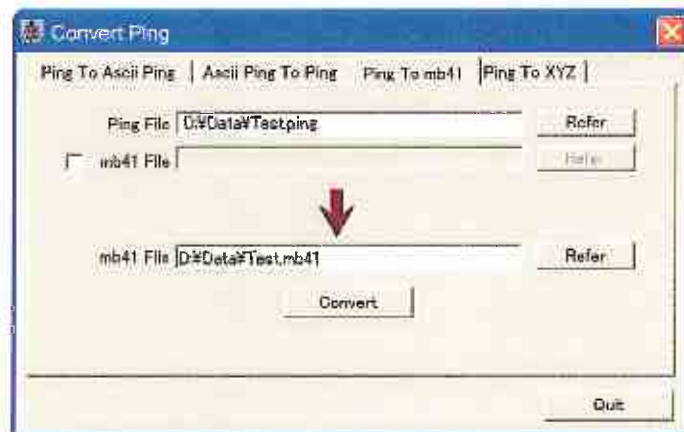 Convert Ping
Ping To Ascii Ping | Ascii Ping To Ping Ping To mb41 Ping To XYZ
Ping File D:¥Data¥Test.ping Refer
mb41 File Refer
mb41 File D:¥Data¥Test.mb41 Refer
Convert
Quit